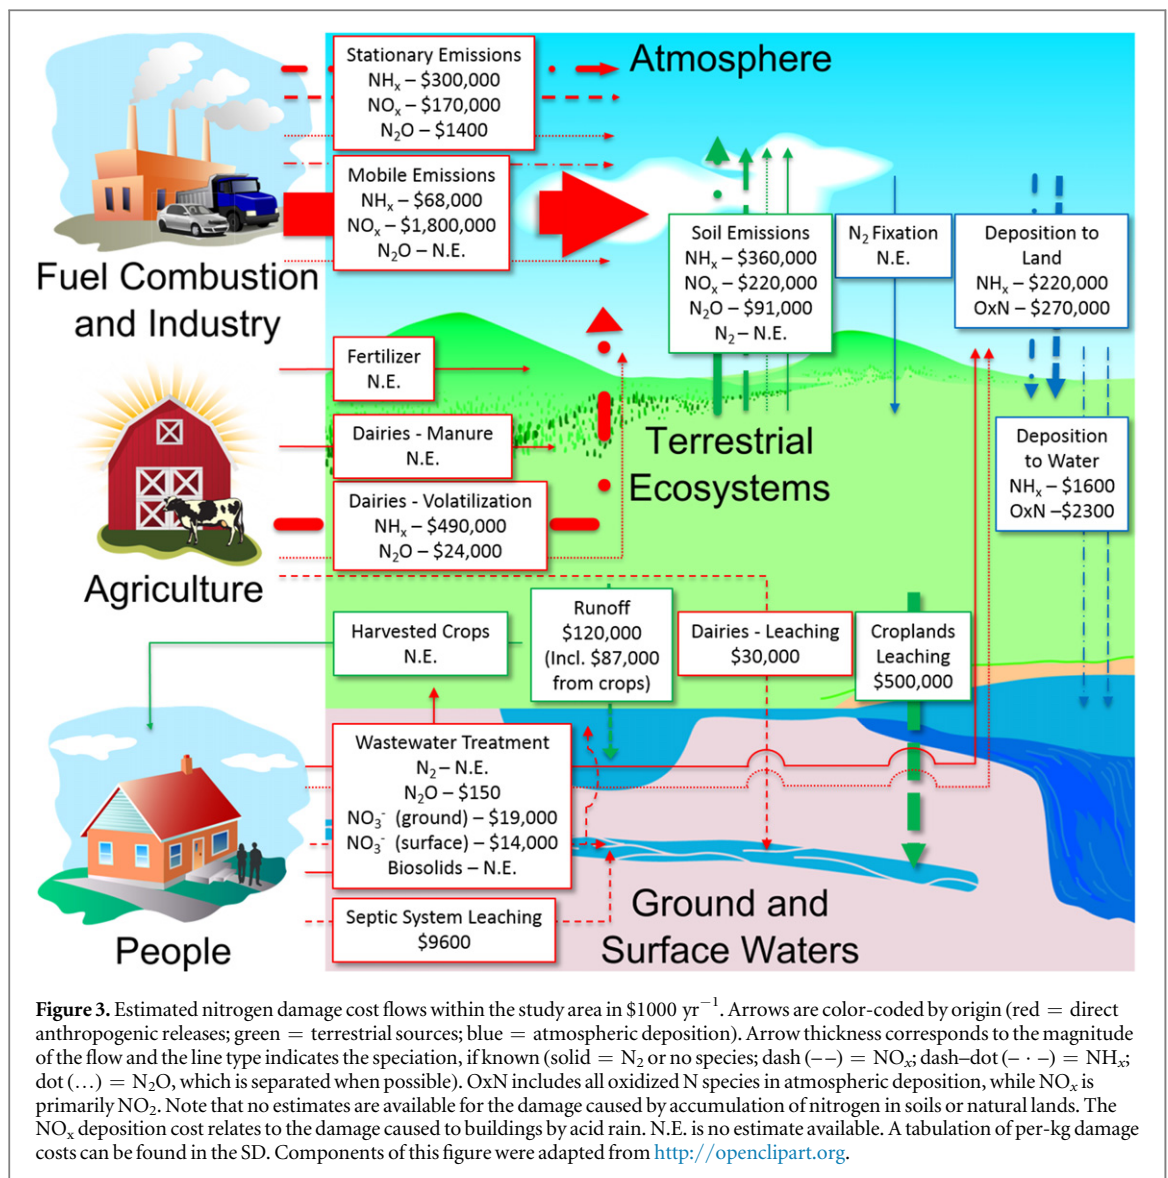 Stationary Emissions
NHx – $300,000
NOx – $170,000
N2O – $1400
Atmosphere
Mobile Emissions
NHx – $68,000
NOx – $1,800,000
N2O – N.E.
Fuel Combustion
and Industry
Soil Emissions
NHx – $360,000
NOx – $220,000
N2O – $91,000
N2 – N.E.
N2 Fixation
N.E.
Deposition to
Land
NHx – $220,000
OxN – $270,000
Fertilizer
N.E.
Dairies - Manure
N.E.
Dairies - Volatilization
NHx – $490,000
N2O – $24,000
Agriculture
Terrestrial
Ecosystems
Deposition
to Water
NHx – $1600
OxN –$2300
Harvested Crops
N.E.
Runoff
$120,000
(Incl. $87,000
from crops)
Dairies - Leaching
$30,000
Croplands
Leaching
$500,000
Wastewater Treatment
N2 – N.E.
N2O – $150
NO3- (ground) – $19,000
NO3- (surface) – $14,000
Biosolids – N.E.
Septic System Leaching
$9600
People
Ground and
Surface Waters
Figure 3. Estimated nitrogen damage cost flows within the study area in $1000 yr−1. Arrows are color-coded by origin (red = direct
anthropogenic releases; green = terrestrial sources; blue = atmospheric deposition). Arrow thickness corresponds to the magnitude
of the flow and the line type indicates the speciation, if known (solid = N2 or no species; dash (– –) = NOx; dash–dot (– · –) = NHx;
dot (…) = N2O, which is separated when possible). OxN includes all oxidized N species in atmospheric deposition, while NOx is
primarily NO2. Note that no estimates are available for the damage caused by accumulation of nitrogen in soils or natural lands. The
NOx deposition cost relates to the damage caused to buildings by acid rain. N.E. is no estimate available. A tabulation of per-kg damage
costs can be found in the SD. Components of this figure were adapted from http://openclipart.org.